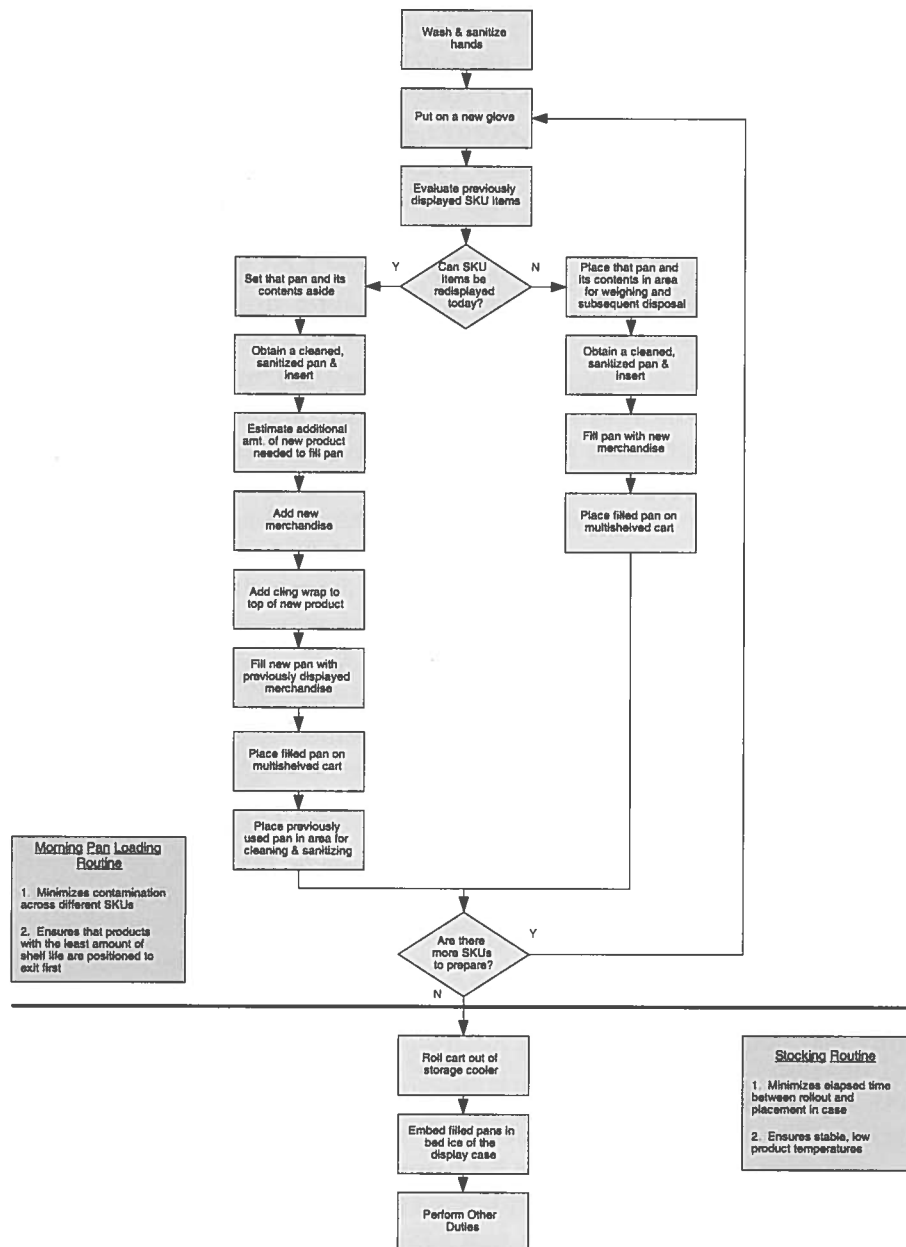 Wash & sanitize
hands
Put on a new glove
Evaluate previously
displayed SKU items
Can SKU
items be
redisplayed
today?
Y
N
Set that pan and its
contents aside
Obtain a cleaned,
sanitized pan &
insert
Estimate additional
amt. of new product
needed to fill pan
Add new
merchandise
Add cling wrap to
top of new product
Fill new pan with
previously displayed
merchandise
Place filled pan on
multishelved cart
Place previously
used pan in area for
cleaning & sanitizing
Place that pan and
its contents in area
for weighing and
subsequent disposal
Obtain a cleaned,
sanitized pan &
insert
Fill pan with new
merchandise
Place filled pan on
multishelved cart
Morning Pan Loading
Routine
1. Minimizes contamination
across different SKUs
2. Ensures that products
with the least amount of
shelf life are positioned to
exit first
Are there
more SKUs
to prepare?
Y
N
Roll cart out of
storage cooler
Embed filled pans in
bed ice of the
display case
Perform Other
Duties
Stocking Routine
1. Minimizes elapsed time
between rollout and
placement in case
2. Ensures stable, low
product temperatures